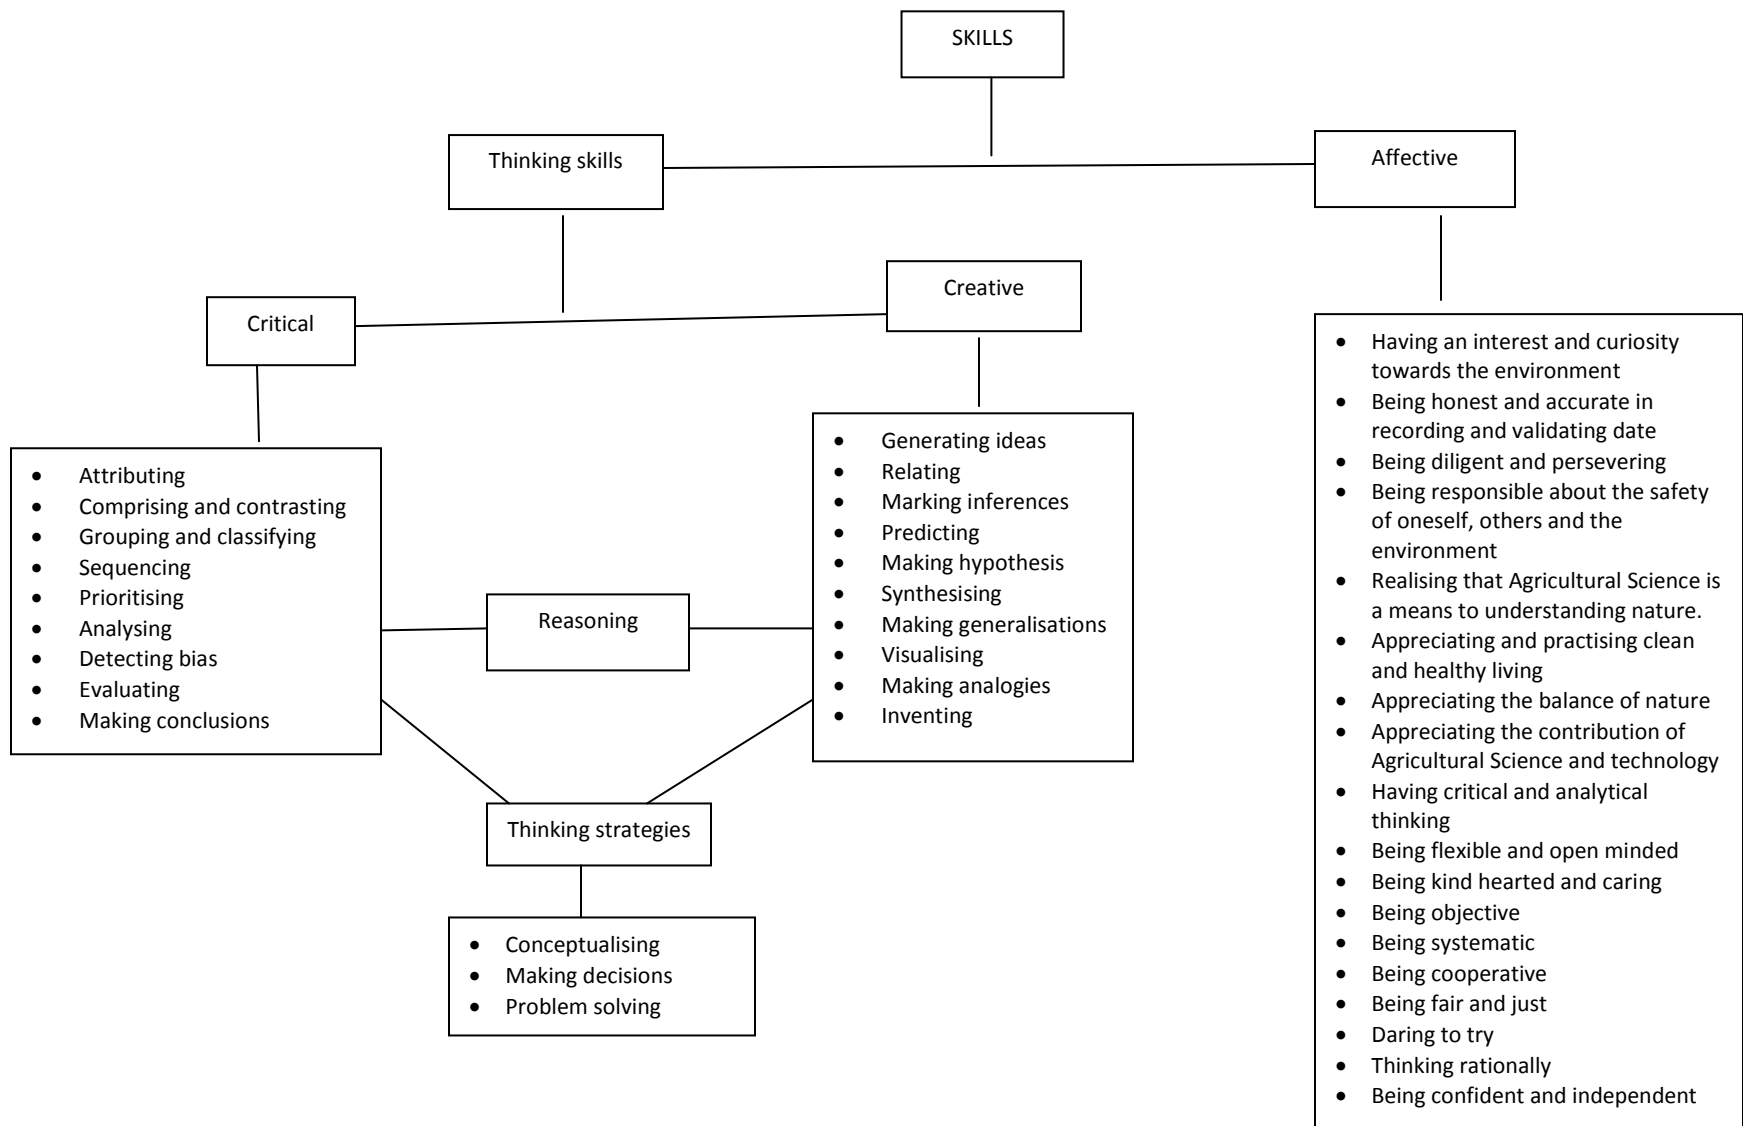 SKILLS
Thinking skills
Affective
Creative
Critical
• Attributing
• Comprising and contrasting
• Grouping and classifying
• Sequencing
• Prioritising
• Analysing
• Detecting bias
• Evaluating
• Making conclusions
Reasoning
• Generating ideas
• Relating
• Marking inferences
• Predicting
• Making hypothesis
• Synthesising
• Making generalisations
• Visualising
• Making analogies
• Inventing
Thinking strategies
• Conceptualising
• Making decisions
• Problem solving
• Having an interest and curiosity
towards the environment
• Being honest and accurate in
recording and validating date
• Being diligent and persevering
• Being responsible about the safety
of oneself, others and the
environment
• Realising that Agricultural Science is
a means to understanding nature.
• Appreciating and practising clean
and healthy living
• Appreciating the balance of nature
• Appreciating the contribution of
Agricultural Science and technology
• Having critical and analytical
thinking
• Being flexible and open minded
• Being kind hearted and caring
• Being objective
• Being systematic
• Being cooperative
• Being fair and just
• Daring to try
• Thinking rationally
• Being confident and independent